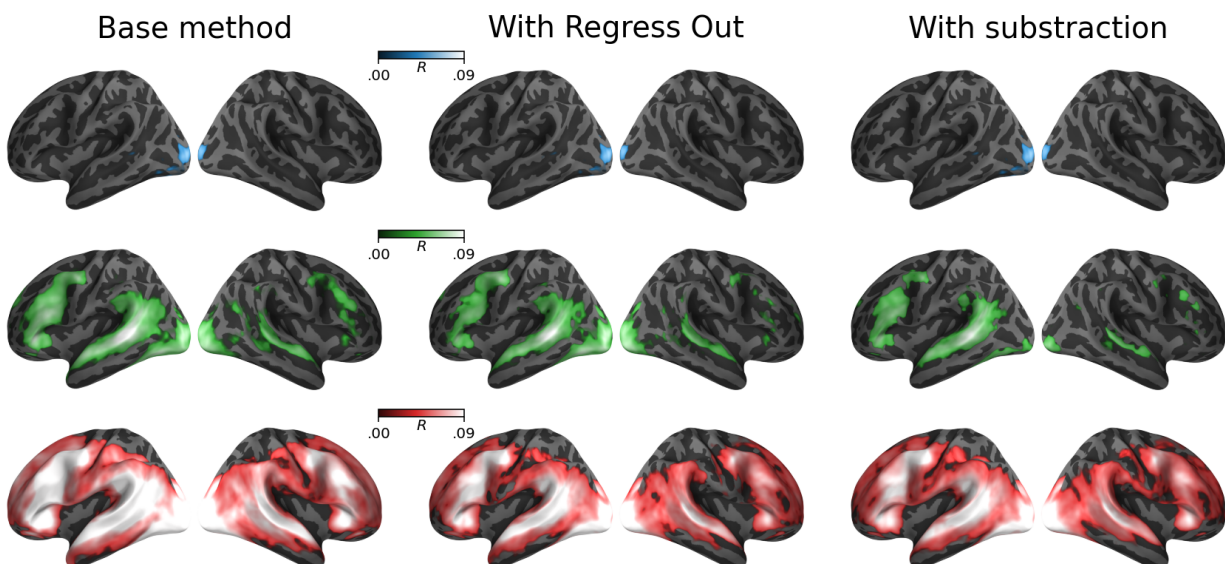 Base method
With Regress Out
With substraction
.00 R .09
.00 R .09
.00 R .09